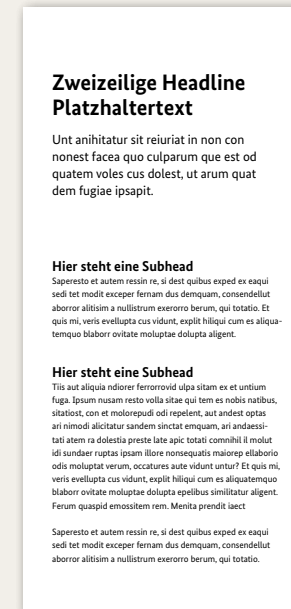 Zweizeilige Headline
Platzhaltertext
Unt anihitatur sit reiuriat in non con
nonest facea quo culparum que est od
quatem voles cus dolest, ut arum quat
dem fugiae ipsapit.
Hier steht eine Subhead
Saperesto et autem ressin re, si dest quibus exped ex eaqui
sedi tet modit exceper fernam dus demquam, consendellut
aborror alitisim a nullistrum exerorro berum, qui totatio. Et
quis mi, veris evellupta cus vidunt, explit hiliqui cum es aliqua-
temquo blaborr ovitate moluptae dolupta aligent.
Hier steht eine Subhead
Tiis aut aliquia ndiorer ferrorrovid ulpa sitam ex et untium
fuga. Ipsum nusam resto volla sitae qui tem es nobis natibus,
sitatiost, con et molorepudi odi repelent, aut andest optas
ari nimodi alicitatur sandem sinctat emquam, ari andaessi-
tati atem ra dolestia preste late apic totati comnihil il molut
idi sundaer ruptas ipsam illore nonsequatis maiorep ellaborio
odis moluptat verum, occatures aute vidunt untur? Et quis mi,
veris evellupta cus vidunt, explit hiliqui cum es aliquatemquo
blaborr ovitate moluptae dolupta epelibus similitatur aligent.
Ferum quaspid emossitem rem. Menita prendit iaect
Saperesto et autem ressin re, si dest quibus exped ex eaqui
sedi tet modit exceper fernam dus demquam, consendellut
aborror alitisim a nullistrum exerorro berum, qui totatio.